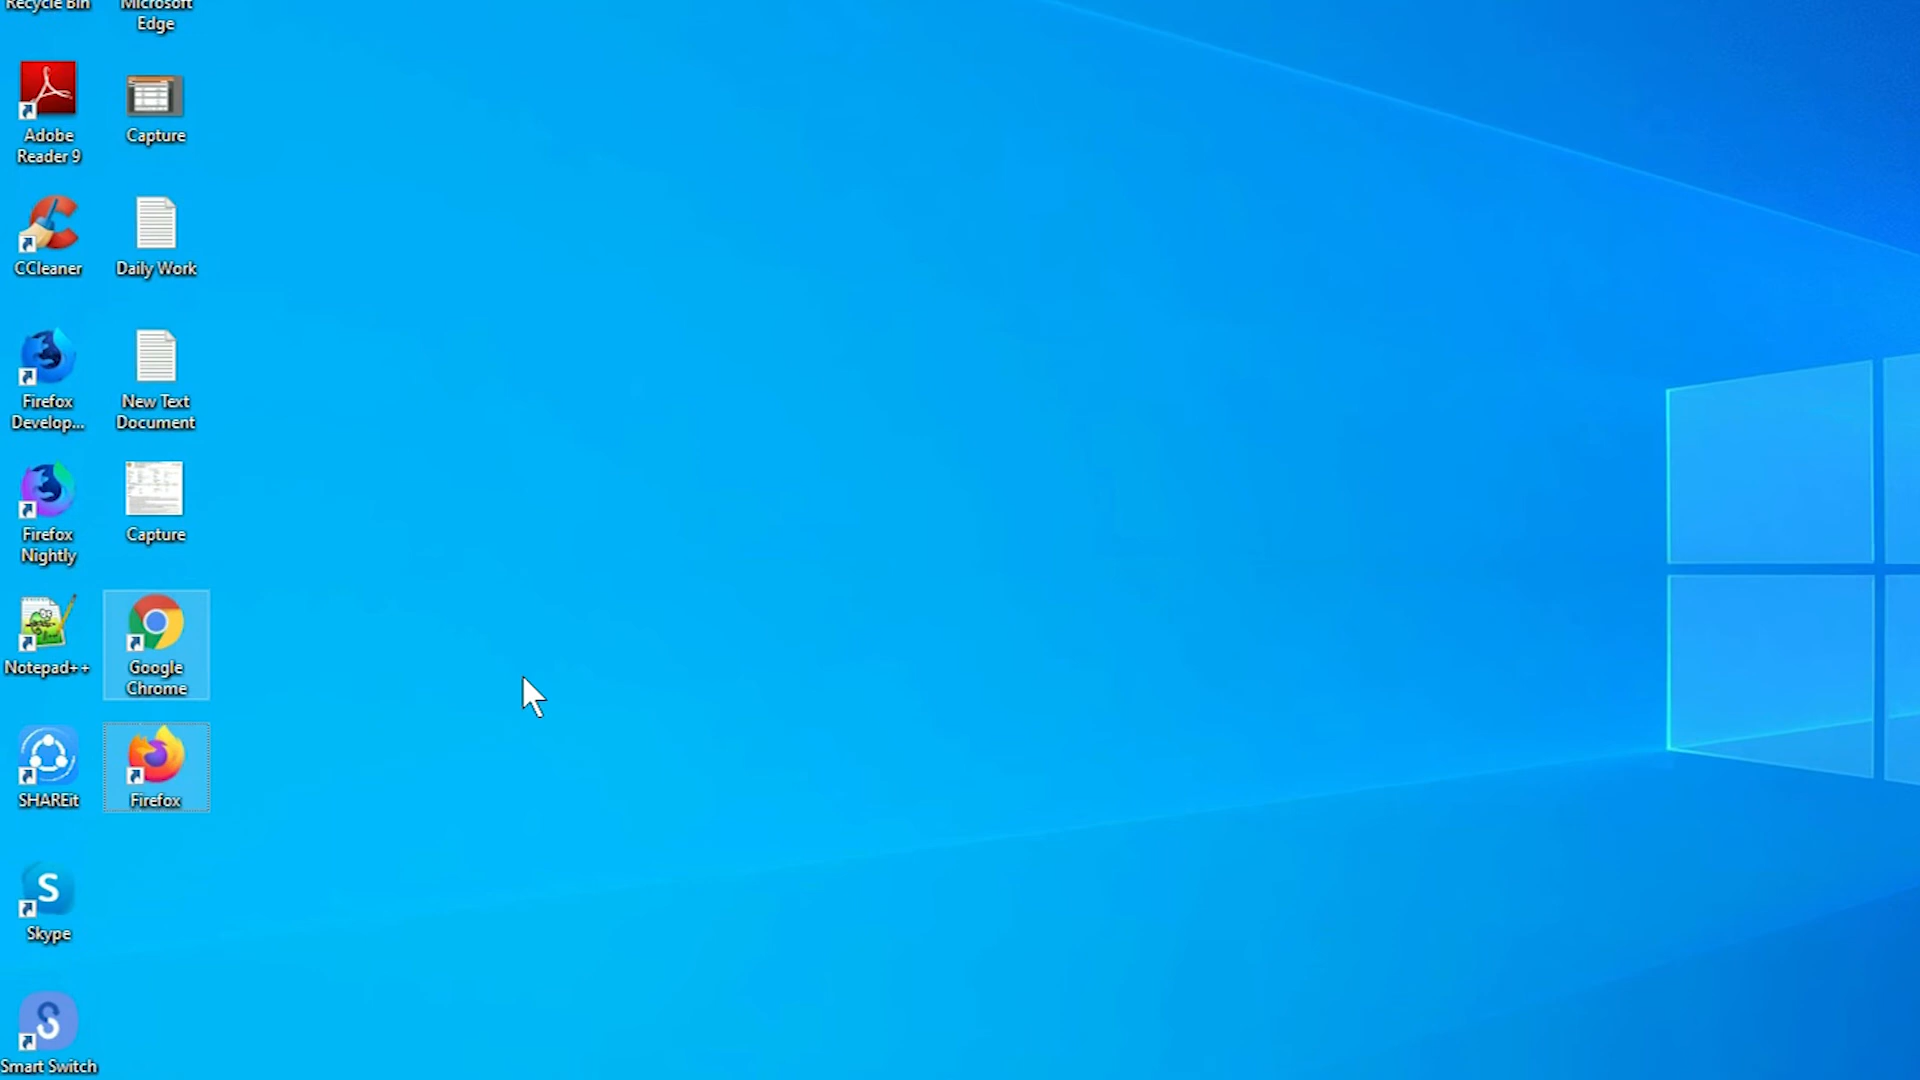 Recycle Bin
Microsoft
Edge
Adobe
Reader 9
Capture
CCleaner
Daily Work
Firefox
Develop...
New Text
Document
Firefox
Nightly
Capture
Notepad++
Google
Chrome
SHAREit
Firefox
Skype
Smart Switch